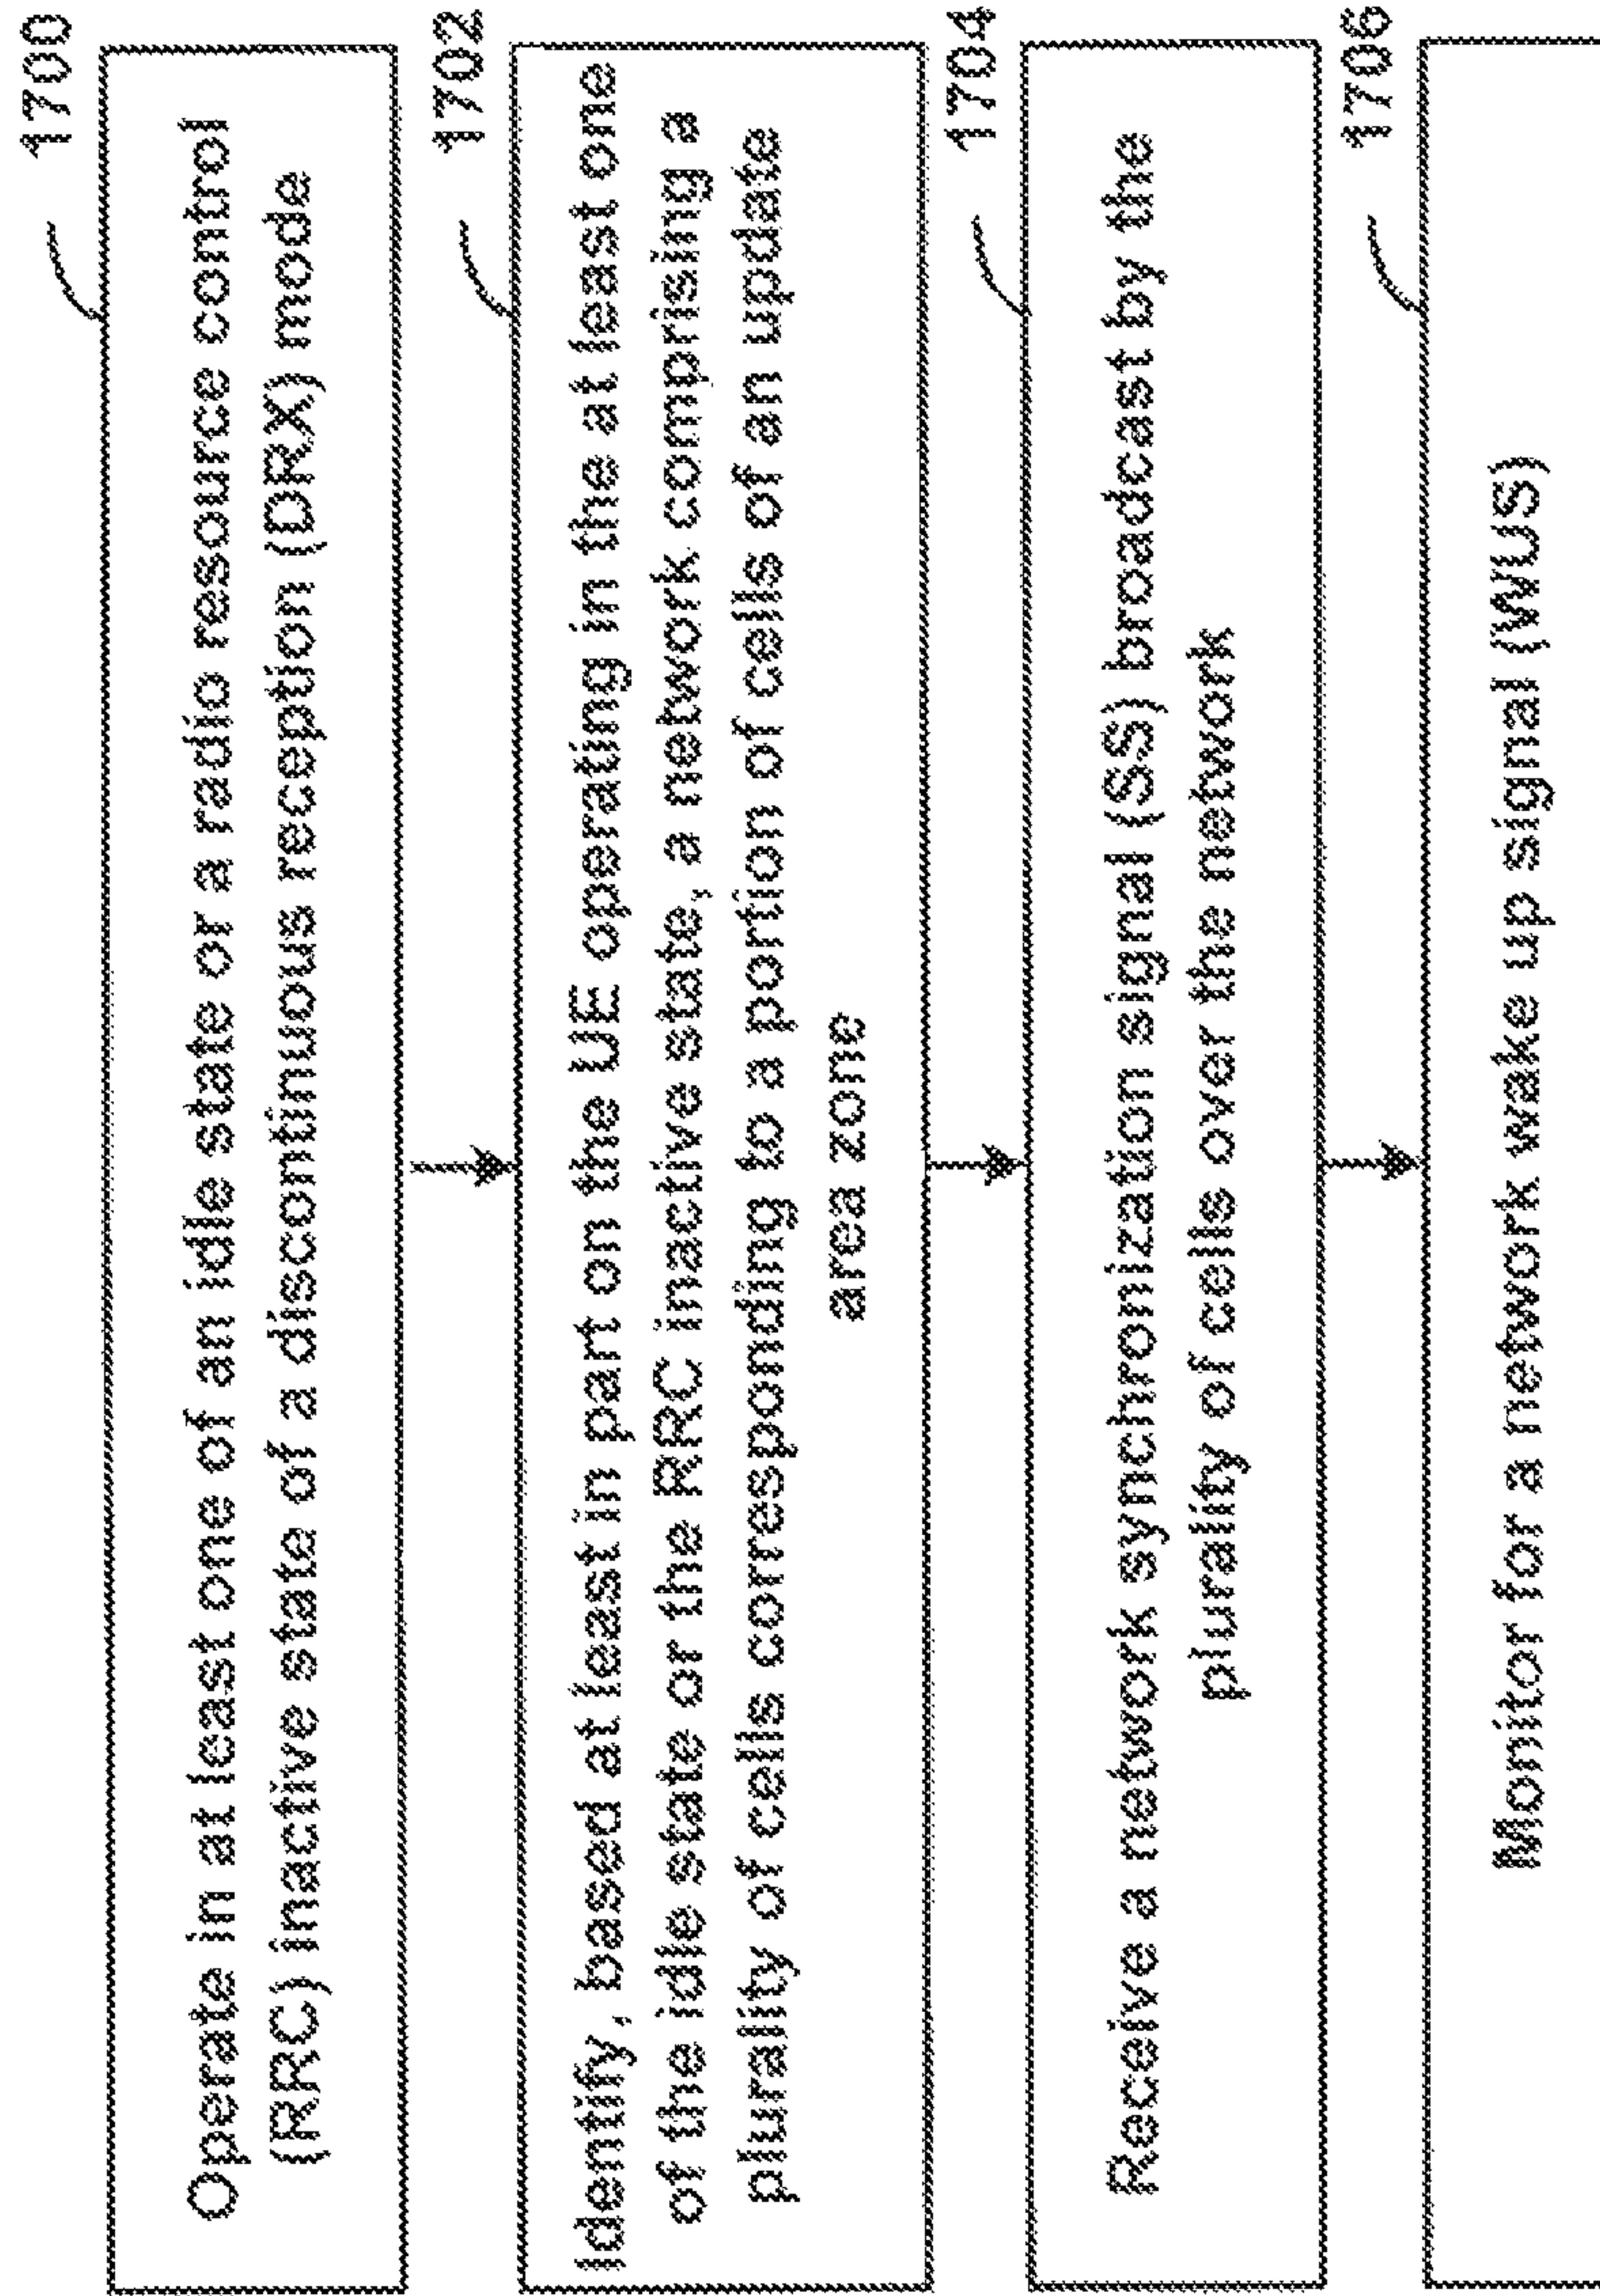 1700
Operate in at least one of an idle state or a radio resource control
(RRC) inactive state of a discontinuous reception (DRX) mode
1702
Identify, based at least in part on the UE operating in the at least one
of the idle state or the RRC inactive state, a network comprising a
plurality of cells corresponding to a portion of cells of an update
area zone
1704
Receive a network synchronization signal (SS) broadcast by the
plurality of cells over the network
1706
Monitor for a network wake up signal (WUS)